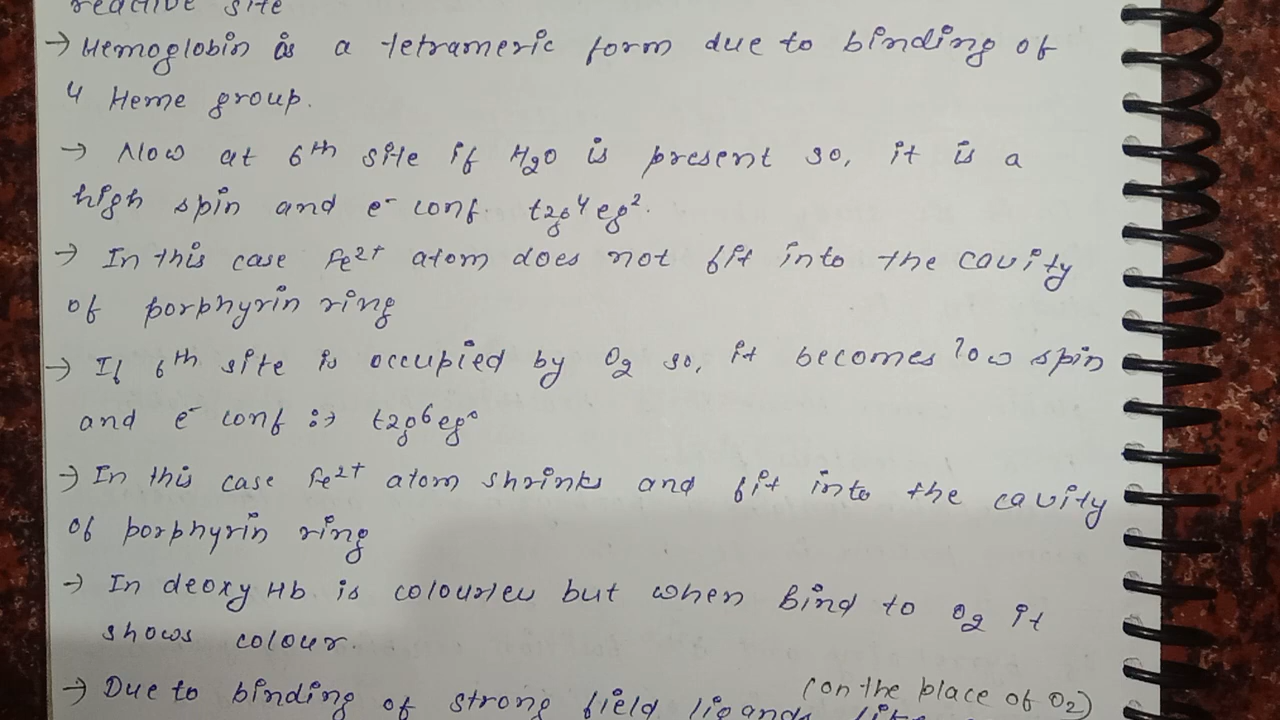 reactive site
→ Hemoglobin is a tetrameric form due to binding of
4 Heme group.
→ Now at 6th site if H2O is present so, it is a
high spin and e- conf. t2g4 eg2.
→ In this case Fe2+ atom does not fit into the cavity
of porphyrin ring
→ If 6th site is occupied by O2 so, it becomes low spin
and e- conf :→ t2g6 eg0
→ In this case Fe2+ atom shrinks and fit into the cavity
of porphyrin ring
→ In deoxy Hb is colourless but when bind to O2 it
shows colour.
(on the place of O2)
→ Due to binding of strong field ligands like